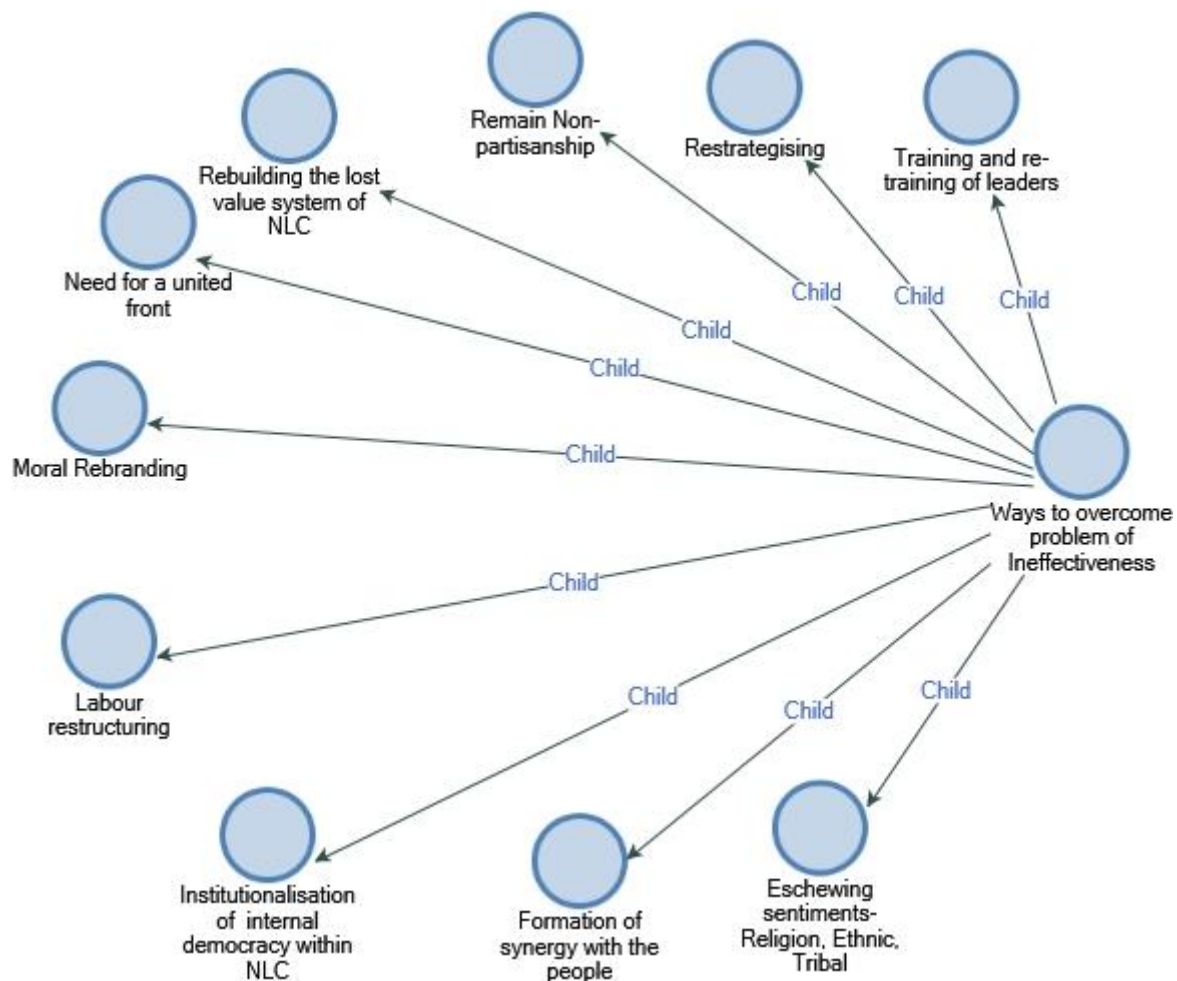 Remain Non-
partisanship
Restrategising
Training and re-
training of leaders
Rebuilding the lost
value system of
NLC
Need for a united
front
Child
Child
Child
Child
Child
Moral Rebranding
Child
Ways to overcome
problem of
Ineffectiveness
Child
Labour
restructuring
Child
Child
Child
Institutionalisation
of internal
democracy within
NLC
Formation of
synergy with the
people
Eschewing
sentiments-
Religion, Ethnic,
Tribal